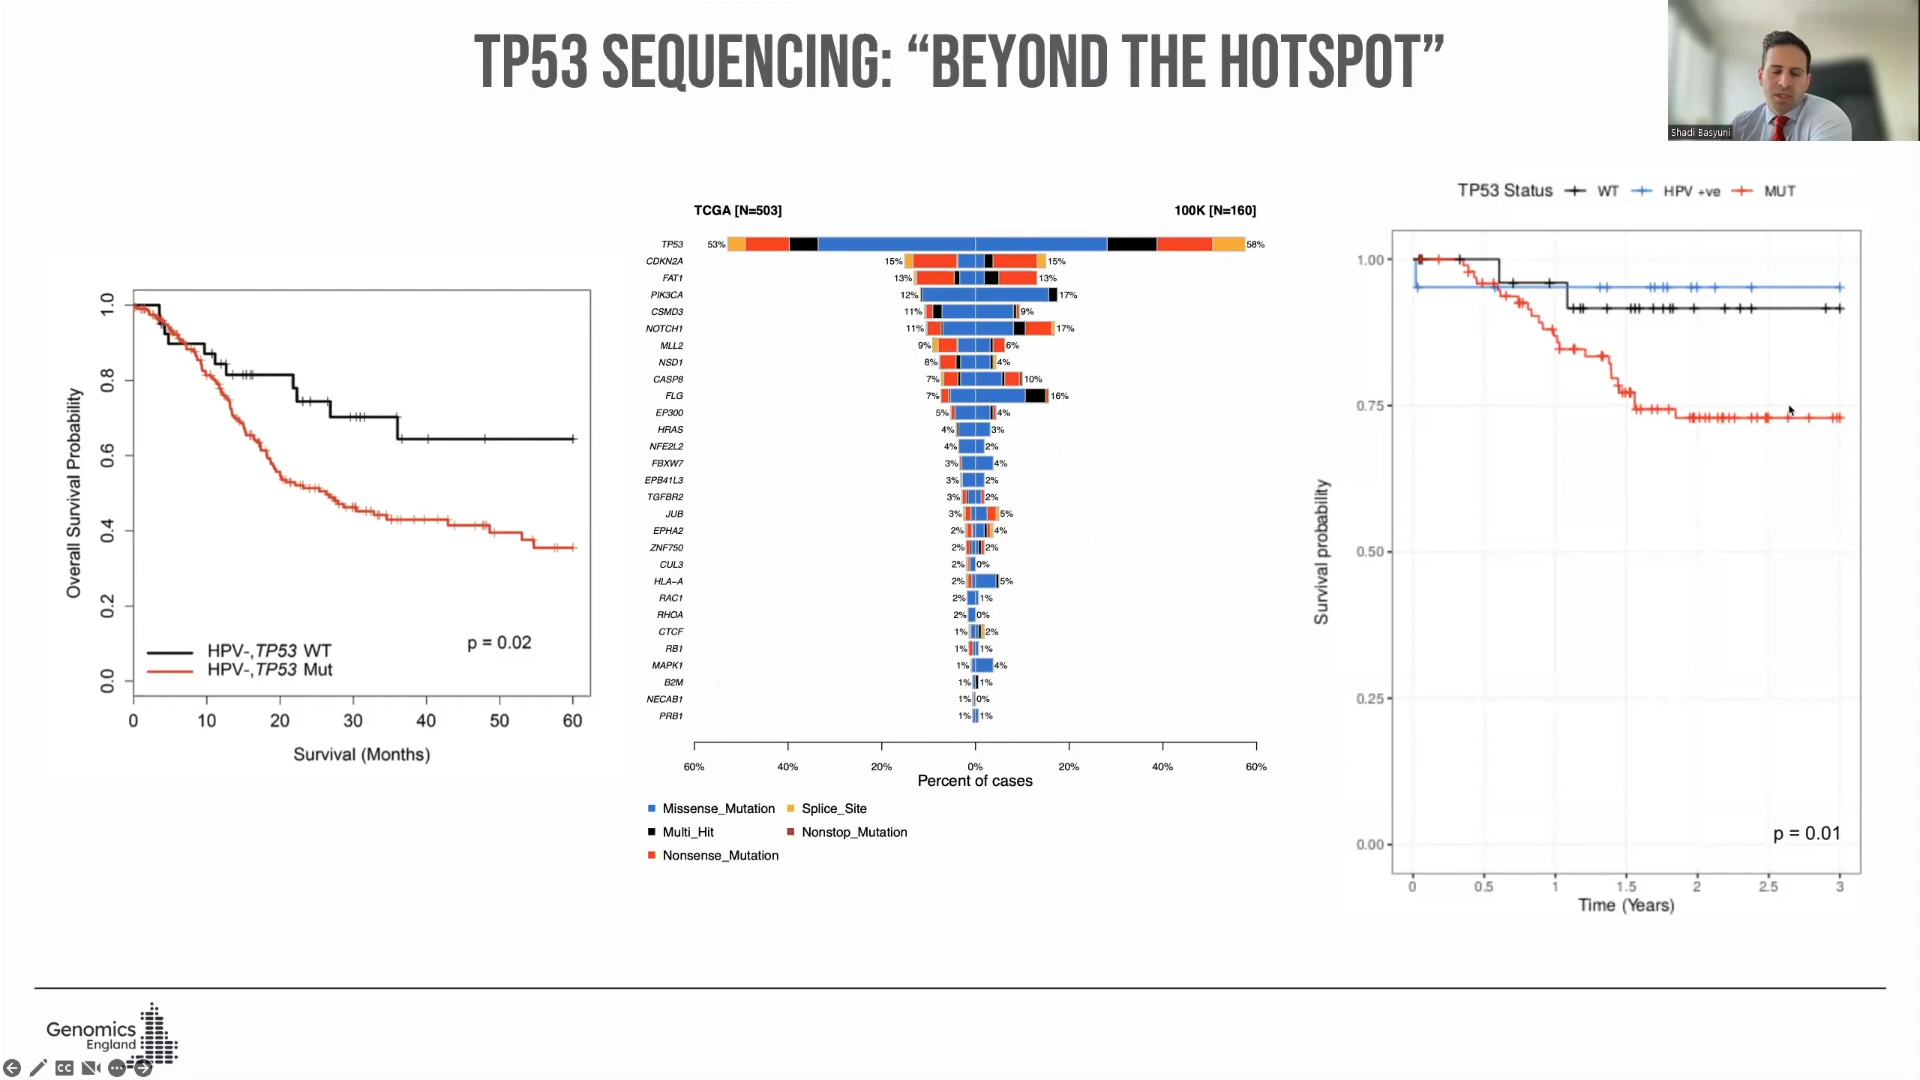 TP53 SEQUENCING: “BEYOND THE HOTSPOT”
Shadi Basyuni
Overall Survival Probability
1.0
0.8
0.6
0.4
0.2
0.0
HPV-,TP53 WT
HPV-,TP53 Mut
p = 0.02
0 10 20 30 40 50 60
Survival (Months)
TCGA [N=503] 100K [N=160]
TP53 53% 58%
CDKN2A 15% 15%
FAT1 13% 13%
PIK3CA 12% 17%
CSMD3 11% 9%
NOTCH1 11% 17%
MLL2 9% 6%
NSD1 8% 4%
CASP8 7% 10%
FLG 7% 16%
EP300 5% 4%
HRAS 4% 3%
NFE2L2 4% 2%
FBXW7 3% 4%
EPB41L3 3% 2%
TGFBR2 3% 2%
JUB 3% 5%
EPHA2 2% 4%
ZNF750 2% 2%
CUL3 2% 0%
HLA−A 2% 5%
RAC1 2% 1%
RHOA 2% 0%
CTCF 1% 2%
RB1 1% 1%
MAPK1 1% 4%
B2M 1% 1%
NECAB1 1% 0%
PRB1 1% 1%
60% 40% 20% 0% 20% 40% 60%
Percent of cases
Missense_Mutation Splice_Site
Multi_Hit Nonstop_Mutation
Nonsense_Mutation
TP53 Status WT HPV +ve MUT
Survival probability
1.00
0.75
0.50
0.25
0.00
p = 0.01
0 0.5 1 1.5 2 2.5 3
Time (Years)
Genomics
England
CC